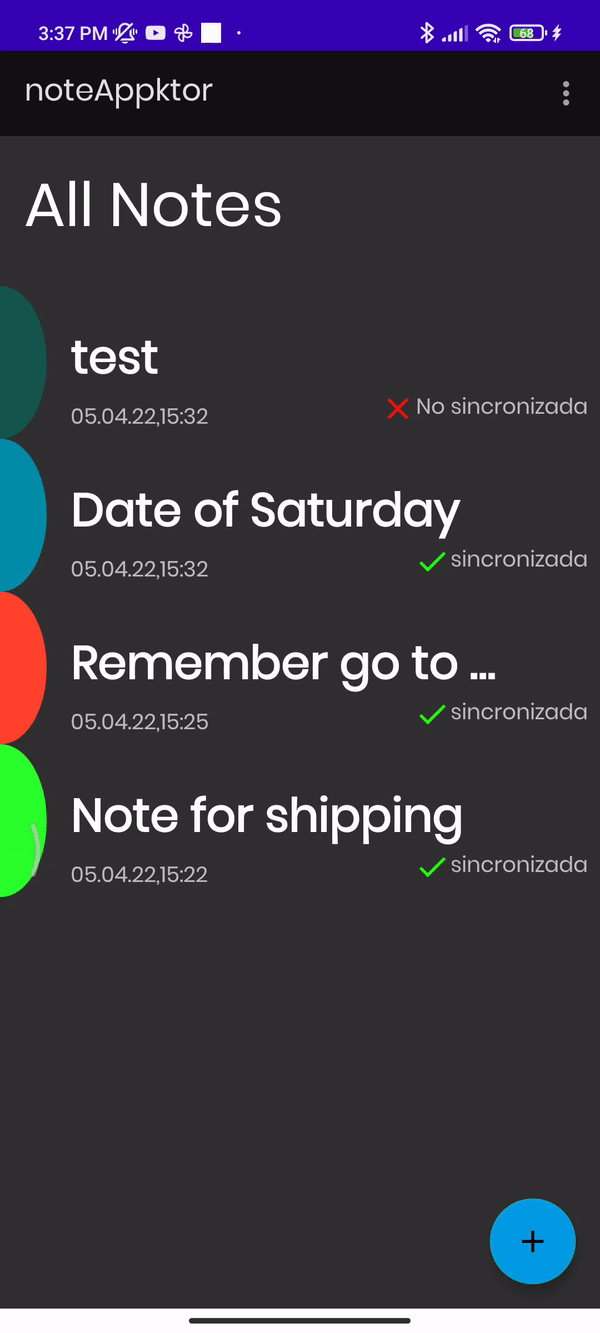 3:37 PM 68
noteAppktor
All Notes
test
05.04.22,15:32 No sincronizada
Date of Saturday
05.04.22,15:32 sincronizada
Remember go to ...
05.04.22,15:25 sincronizada
Note for shipping
05.04.22,15:22 sincronizada
+